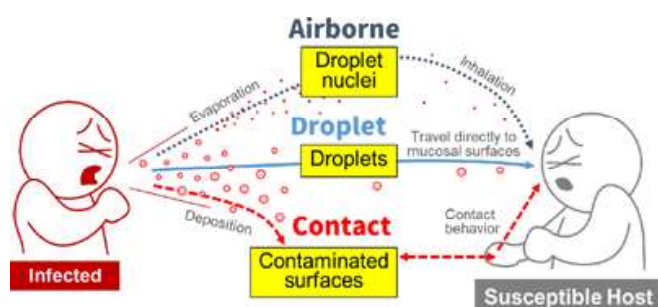 Airborne
Droplet
nuclei
Evaporation
Inhalation
Droplet
Droplets
Travel directly to
mucosal surfaces
Deposition
Contact
Contaminated
surfaces
Contact
behavior
Infected
Susceptible Host